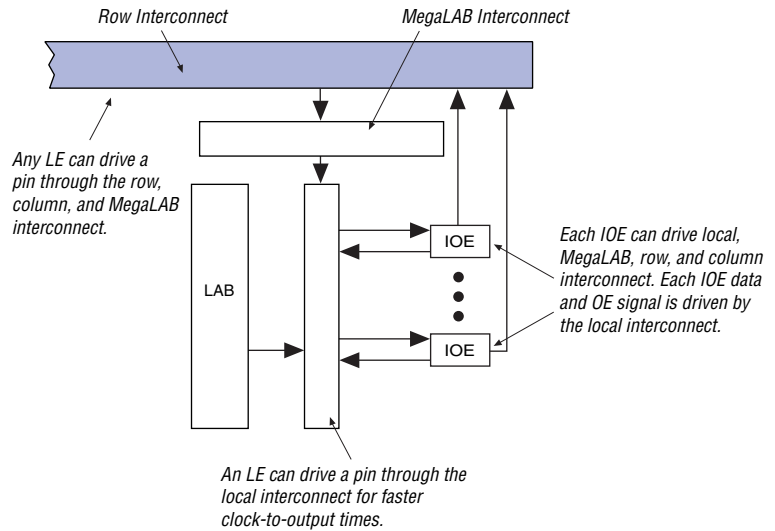 Row Interconnect
MegaLAB Interconnect
Any LE can drive a
pin through the row,
column, and MegaLAB
interconnect.
LAB
IOE
IOE
Each IOE can drive local,
MegaLAB, row, and column
interconnect. Each IOE data
and OE signal is driven by
the local interconnect.
An LE can drive a pin through the
local interconnect for faster
clock-to-output times.